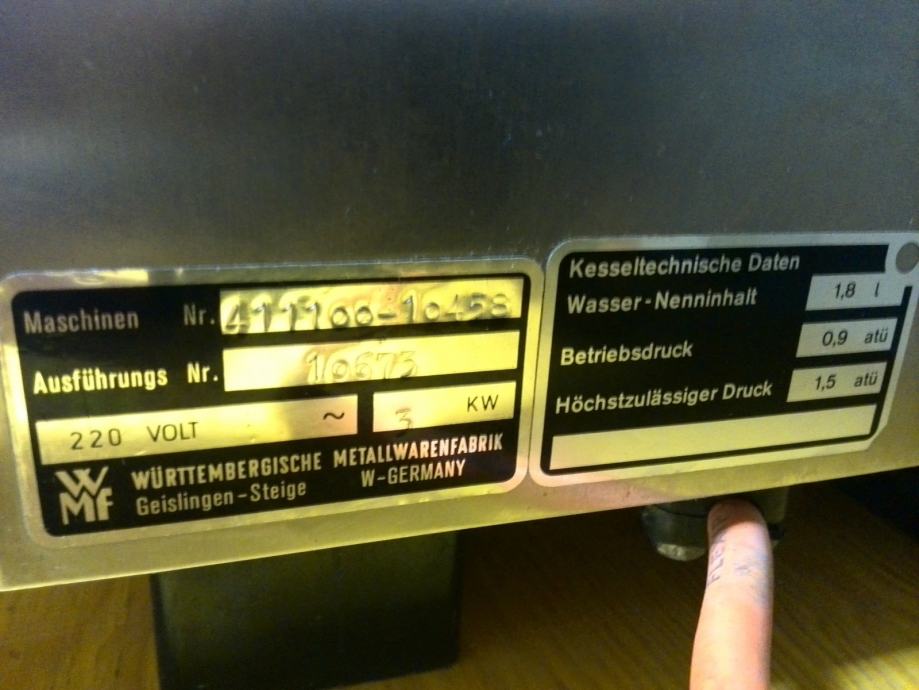 Maschinen Nr. 411100-10458
Ausführungs Nr. 10673
220 VOLT ~ 3 KW
WMF
WÜRTTEMBERGISCHE METALLWARENFABRIK
Geislingen-Steige W-GERMANY
Kesseltechnische Daten
Wasser-Nenninhalt 1,8 l
Betriebsdruck 0,9 atü
Höchstzulässiger Druck 1,5 atü